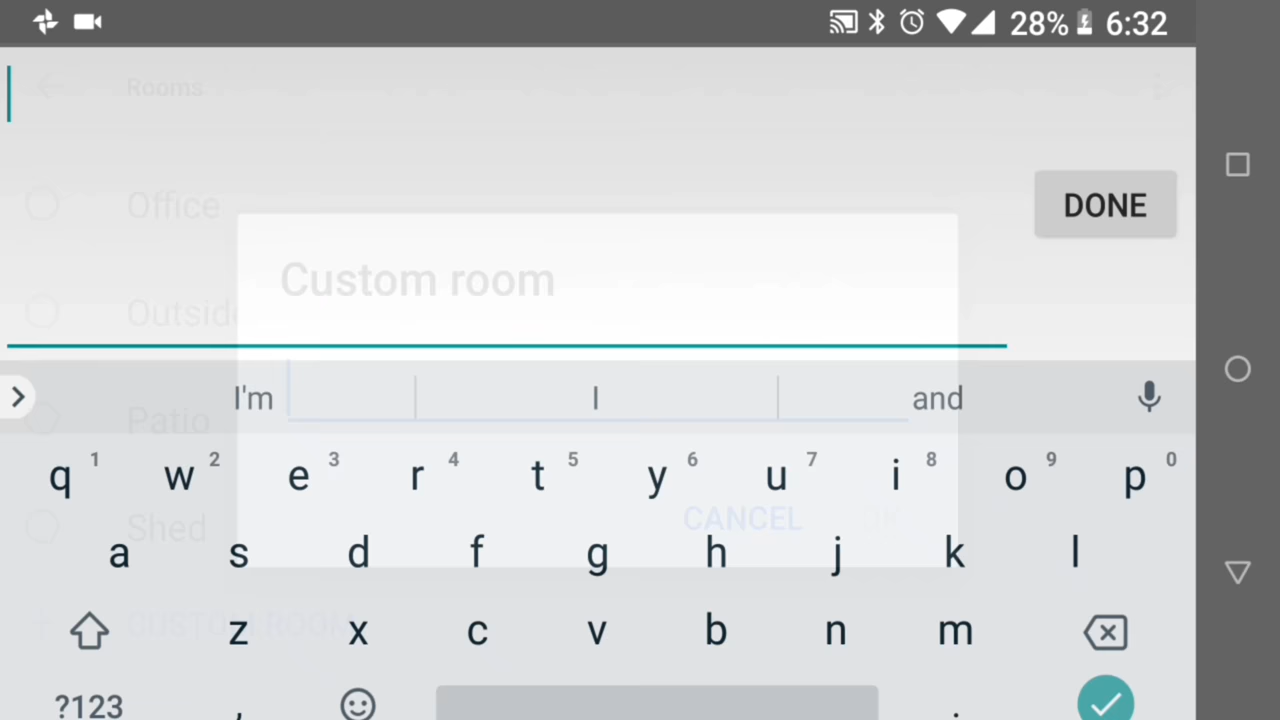 28% 6:32
Rooms
Office
DONE
Custom room
Outside
I'm I and
Patio
q 1 w 2 e 3 r 4 t 5 y 6 u 7 i 8 o 9 p 0
Shed
CANCEL OK
a s d f g h j k l
CUSTOM ROOM
z x c v b n m
?123 , .